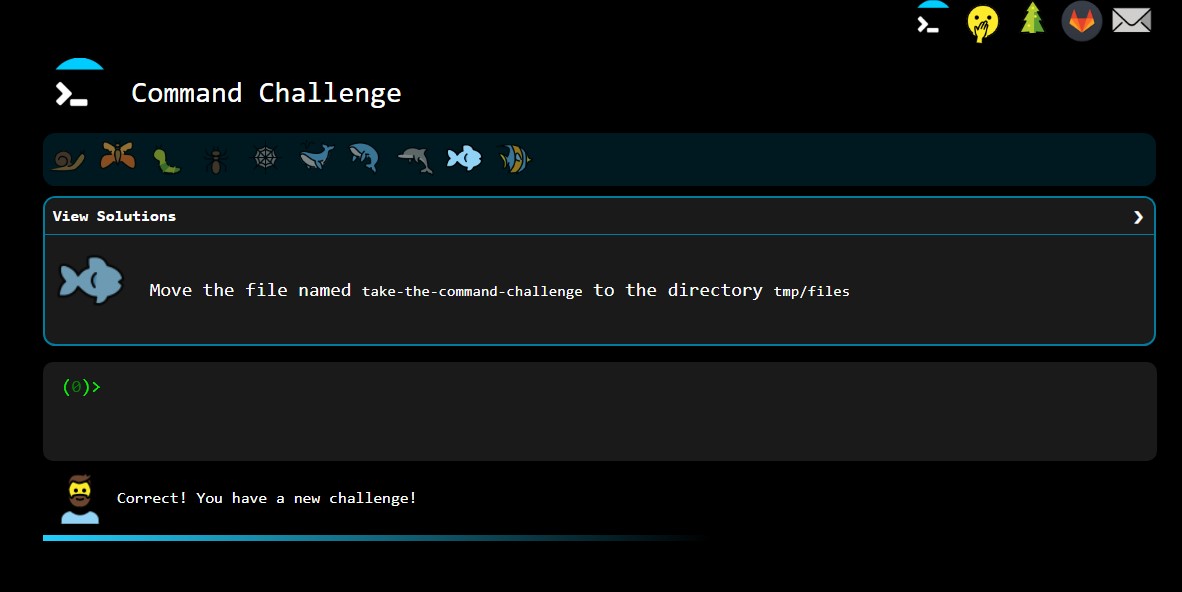 Command Challenge
View Solutions
Move the file named take-the-command-challenge to the directory tmp/files
(0)>
Correct! You have a new challenge!